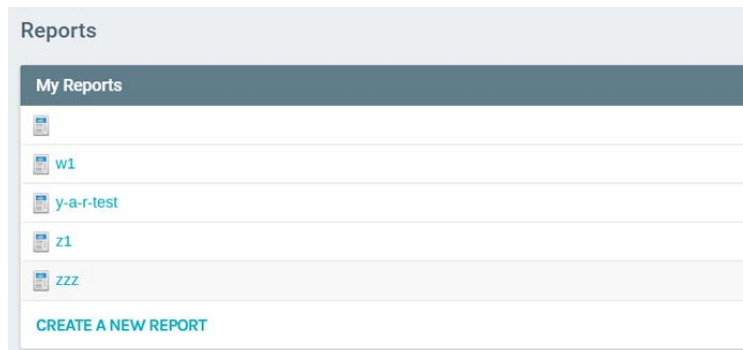 Reports
My Reports
w1
y-a-r-test
z1
zzz
CREATE A NEW REPORT